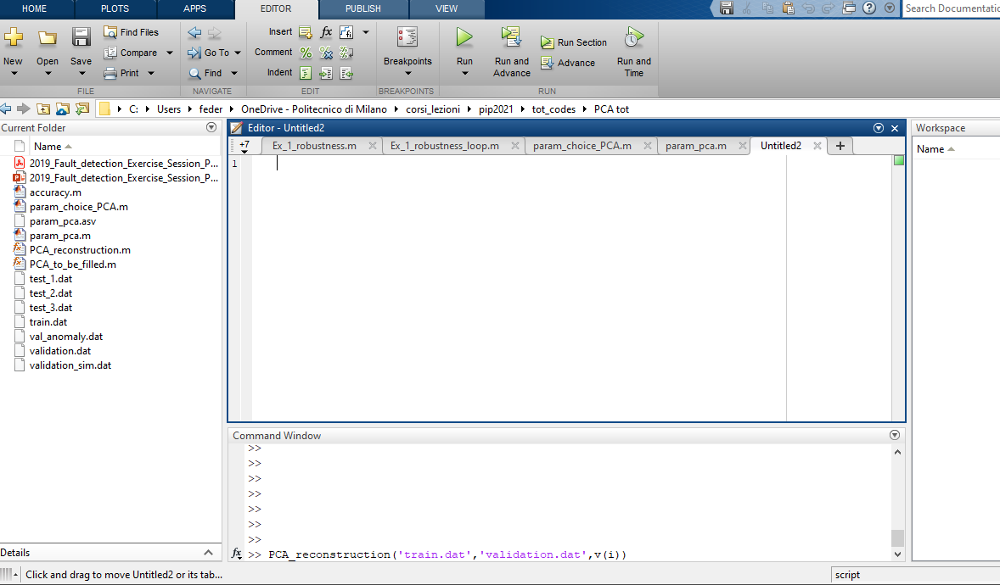 HOME PLOTS APPS EDITOR PUBLISH VIEW
Search Documentatio
New
Open
Save
Find Files
Compare
Print
FILE
Go To
Find
NAVIGATE
Insert fx
Comment
Indent
EDIT
Breakpoints
BREAKPOINTS
Run
Run and
Advance
Run Section
Advance
Run and
Time
RUN
C: Users feder OneDrive - Politecnico di Milano corsi_lezioni pip2021 tot_codes PCA tot
Current Folder
Name
2019_Fault_detection_Exercise_Session_P...
2019_Fault_detection_Exercise_Session_P...
accuracy.m
param_choice_PCA.m
param_pca.asv
param_pca.m
PCA_reconstruction.m
PCA_to_be_filled.m
test_1.dat
test_2.dat
test_3.dat
train.dat
val_anomaly.dat
validation.dat
validation_sim.dat
Details
Editor - Untitled2
+7 Ex_1_robustness.m Ex_1_robustness_loop.m param_choice_PCA.m param_pca.m Untitled2
1
Command Window
>>
>>
>>
>>
>>
>>
>>
fx >> PCA_reconstruction('train.dat','validation.dat',v(i))
Workspace
Name
Click and drag to move Untitled2 or its tab...
script